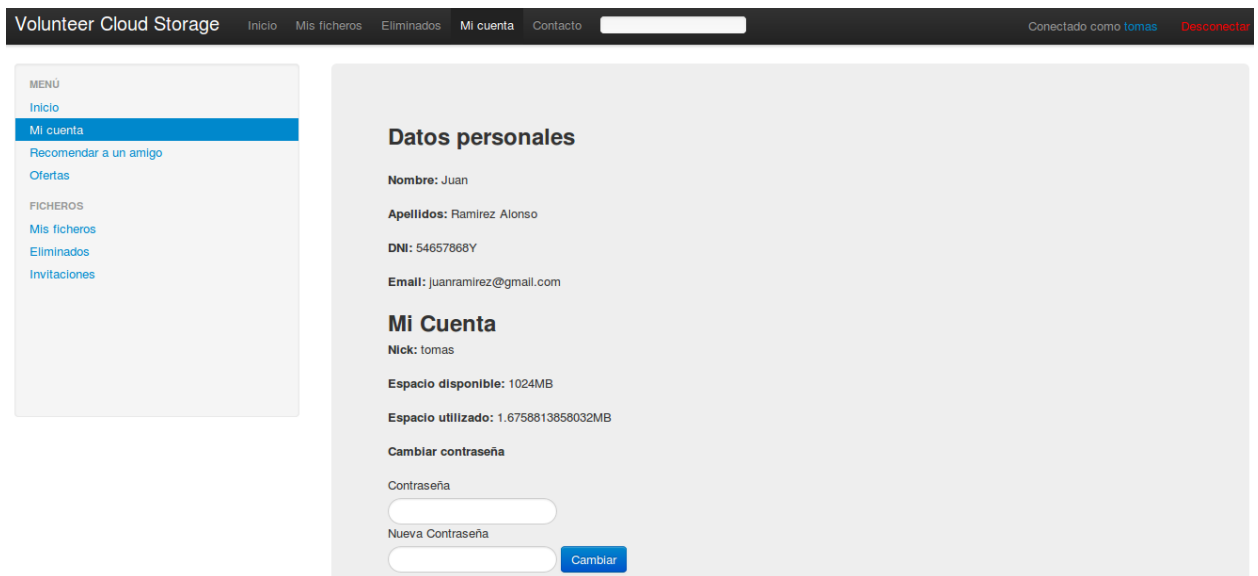 Volunteer Cloud Storage Inicio Mis ficheros Eliminados Mi cuenta Contacto Conectado como tomas Desconectar
MENÚ
Inicio
Mi cuenta
Recomendar a un amigo
Ofertas
FICHEROS
Mis ficheros
Eliminados
Invitaciones
Datos personales
Nombre: Juan
Apellidos: Ramirez Alonso
DNI: 54657868Y
Email: juanramirez@gmail.com
Mi Cuenta
Nick: tomas
Espacio disponible: 1024MB
Espacio utilizado: 1.6758813858032MB
Cambiar contraseña
Contraseña
Nueva Contraseña
Cambiar